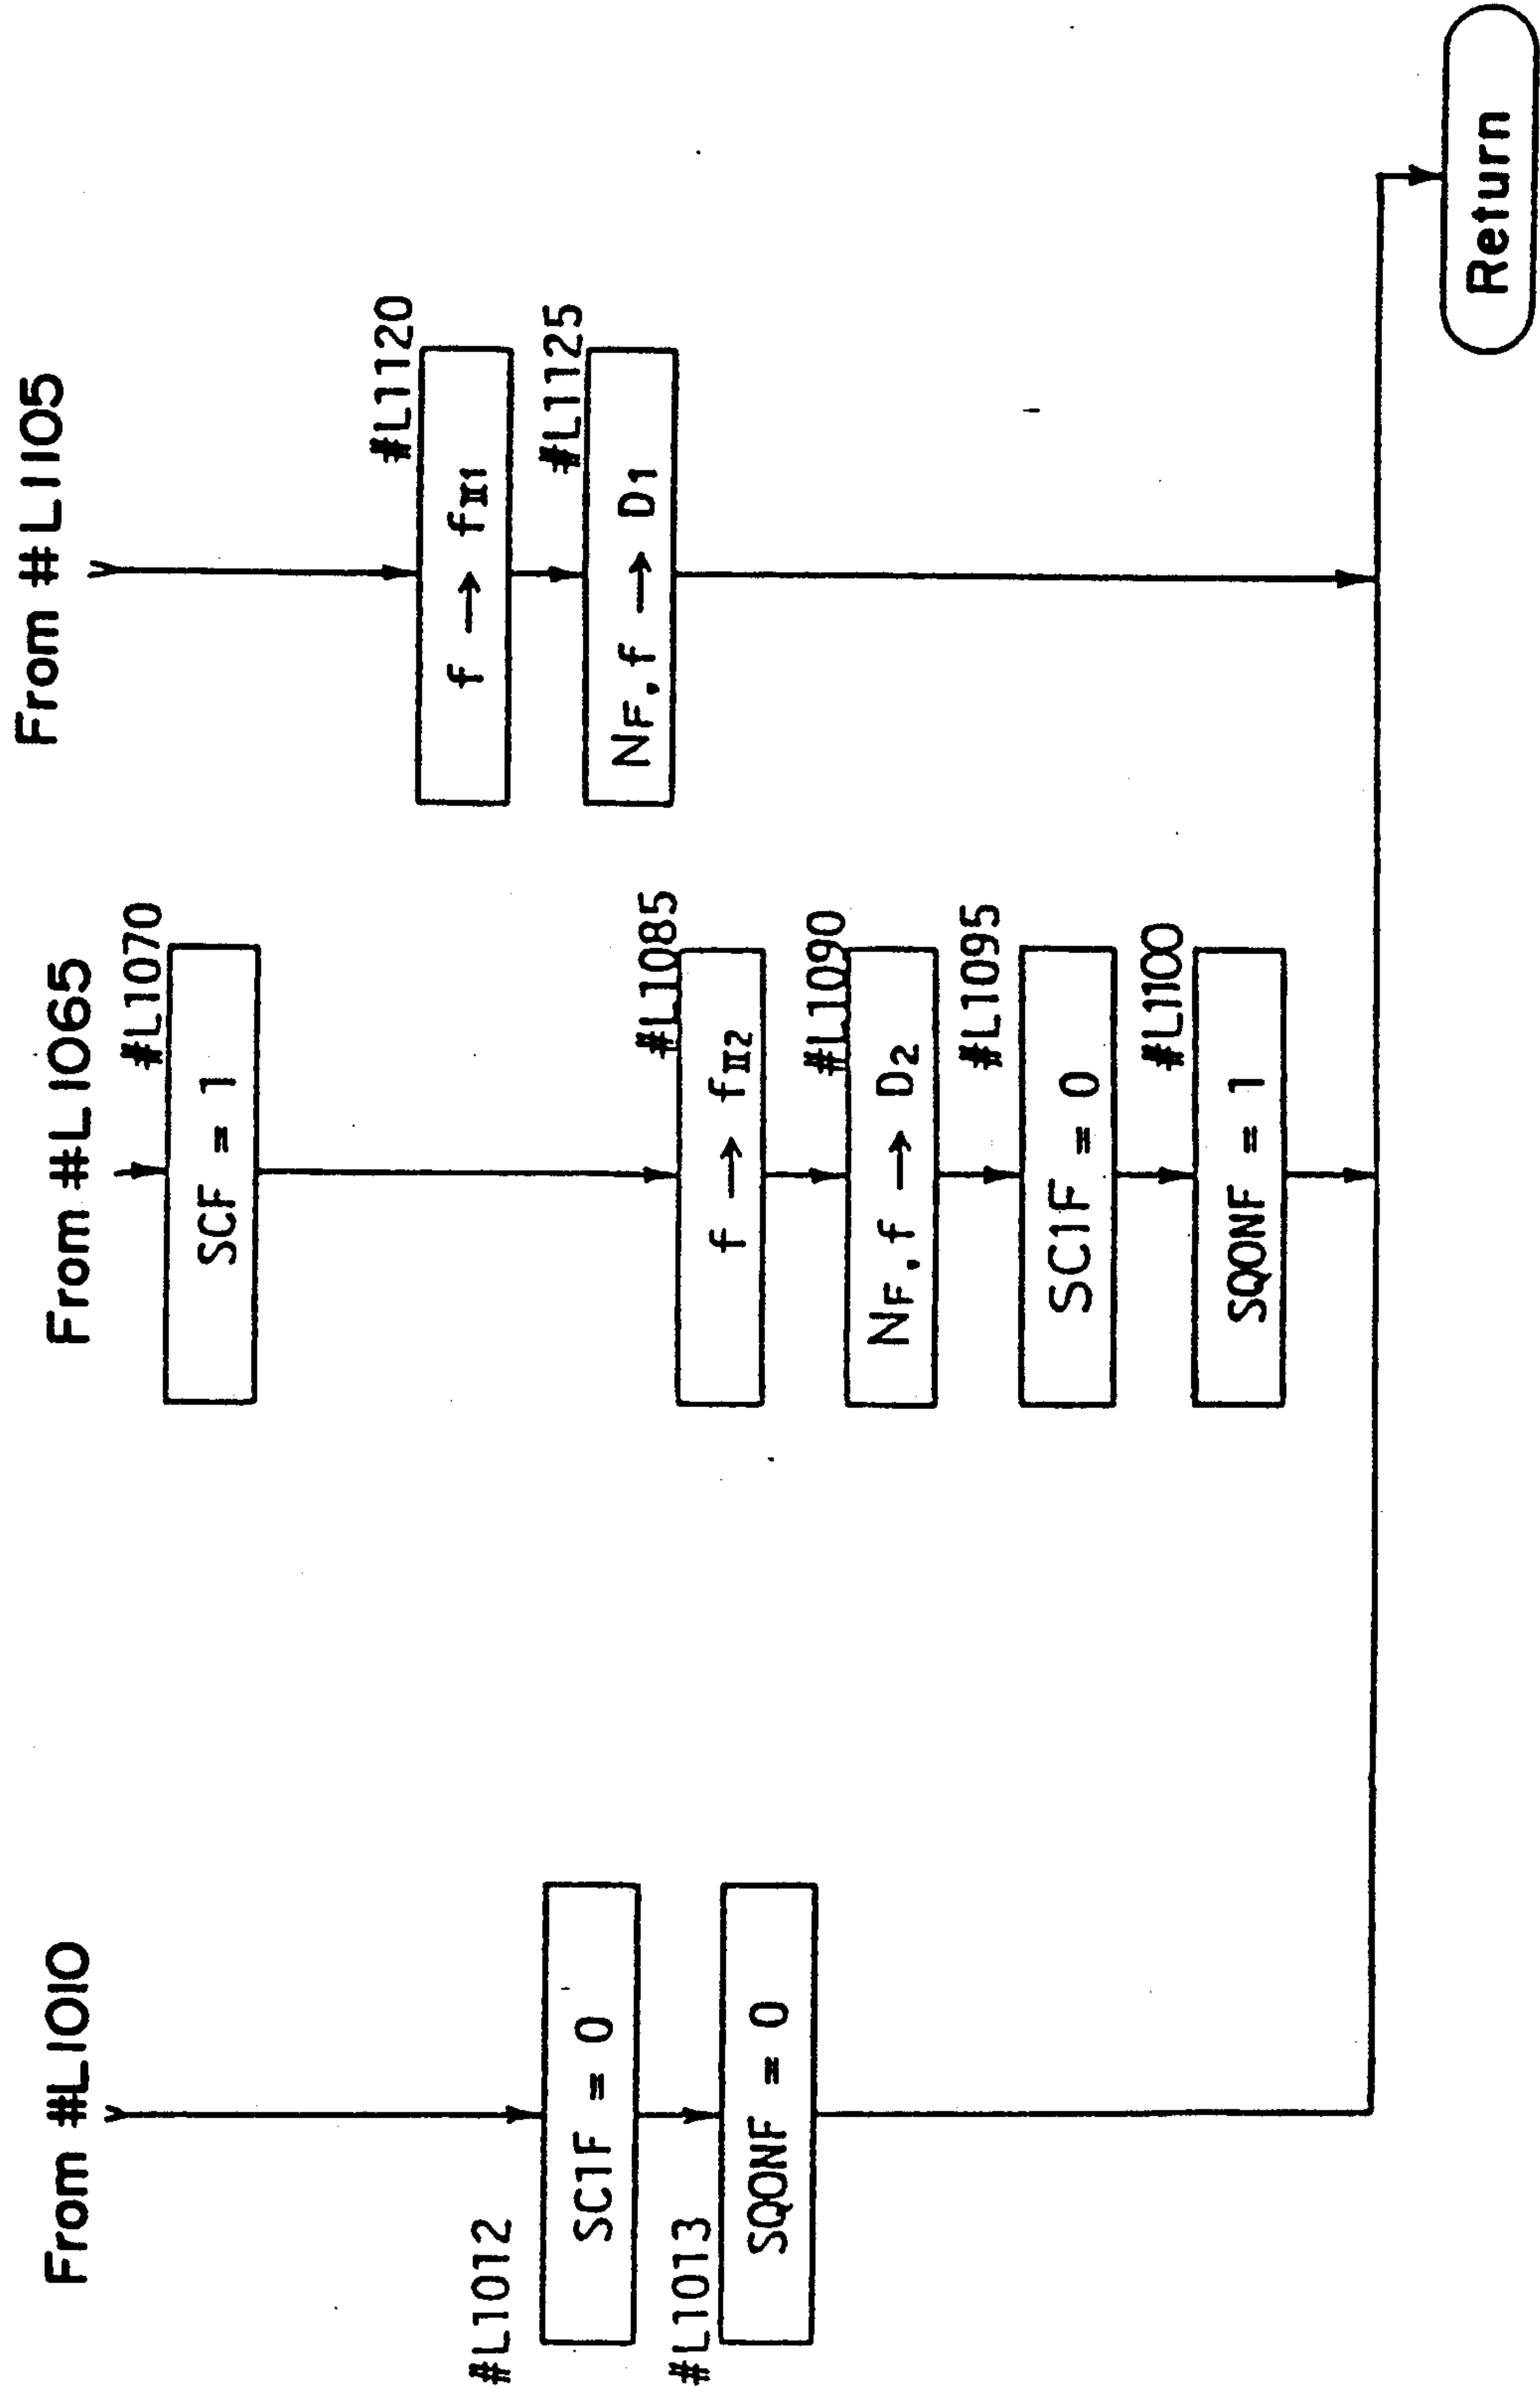 From #L1010
#L1012
SC1F = 0
#L1013
SQONF = 0
From #L1065
#L1070
SCF = 1
#L1085
f → fⅡ2
#L1090
NF, f → D2
#L1095
SC1F = 0
#L1100
SQONF = 1
From #L1105
#L1120
f → fⅡ1
#L1125
NF, f → D1
Return